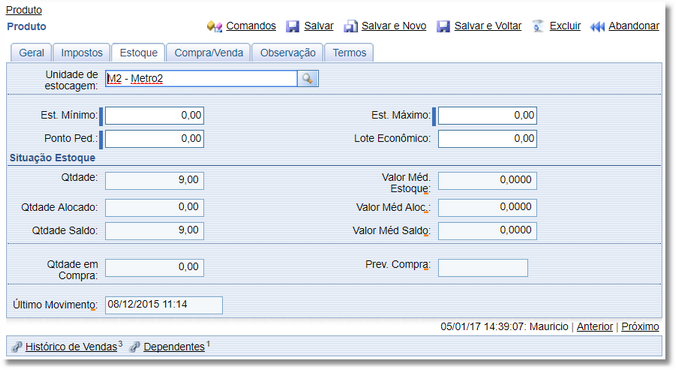 Produto
Produto Comandos Salvar Salvar e Novo Salvar e Voltar Excluir Abandonar
Geral Impostos Estoque Compra/Venda Observação Termos
Unidade de estocagem: M2 - Metro2
Est. Mínimo: 0,00 Est. Máximo: 0,00
Ponto Ped.: 0,00 Lote Econômico: 0,00
Situação Estoque
Qtdade: 9,00 Valor Méd. Estoque: 0,0000
Qtdade Alocado: 0,00 Valor Méd Aloc.: 0,0000
Qtdade Saldo: 9,00 Valor Méd Saldo: 0,0000
Qtdade em Compra: 0,00 Prev. Compra:
Último Movimento: 08/12/2015 11:14
05/01/17 14:39:07: Mauricio | Anterior | Próximo
Histórico de Vendas 3 Dependentes 1